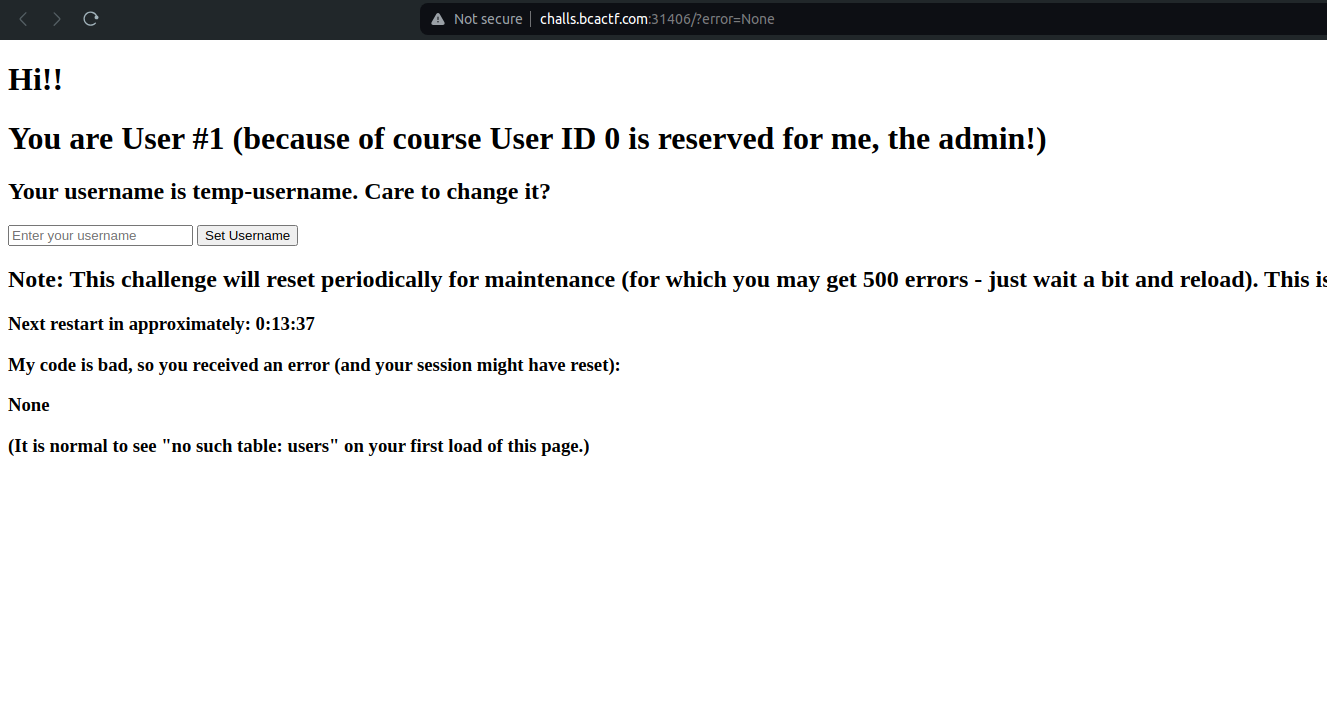 Not secure challs.bcactf.com:31406/?error=None
Hi!!
You are User #1 (because of course User ID 0 is reserved for me, the admin!)
Your username is temp-username. Care to change it?
Enter your username Set Username
Note: This challenge will reset periodically for maintenance (for which you may get 500 errors - just wait a bit and reload). This is
Next restart in approximately: 0:13:37
My code is bad, so you received an error (and your session might have reset):
None
(It is normal to see "no such table: users" on your first load of this page.)